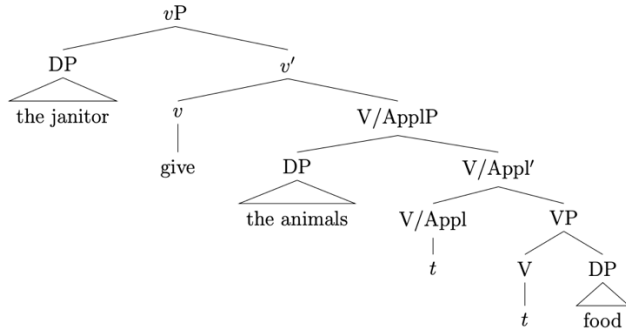 vP
DP v′
the janitor v V/ApplP
give DP V/Appl′
the animals V/Appl VP
t V DP
t food